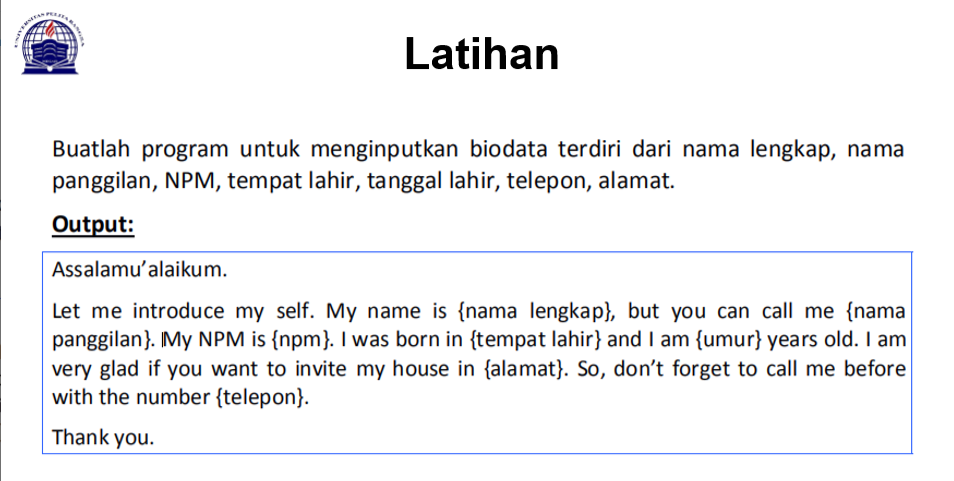 UNIVERSITAS PELITA BANGSA
Latihan
Buatlah program untuk menginputkan biodata terdiri dari nama lengkap, nama
panggilan, NPM, tempat lahir, tanggal lahir, telepon, alamat.
Output:
Assalamu’alaikum.
Let me introduce my self. My name is {nama lengkap}, but you can call me {nama
panggilan}. My NPM is {npm}. I was born in {tempat lahir} and I am {umur} years old. I am
very glad if you want to invite my house in {alamat}. So, don’t forget to call me before
with the number {telepon}.
Thank you.